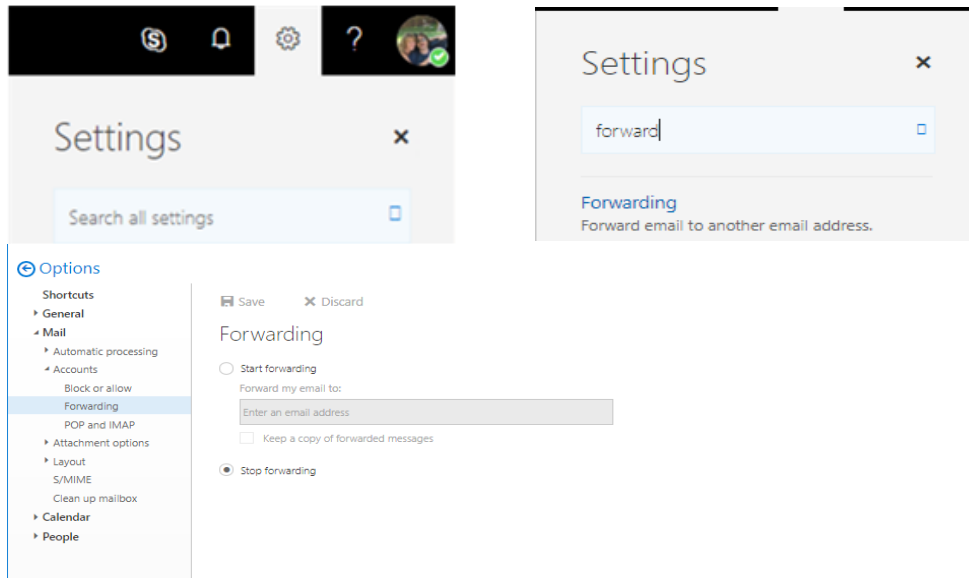 ?
Settings
Search all settings
Settings
forward
Forwarding
Forward email to another email address.
Options
Shortcuts
General
Mail
Automatic processing
Accounts
Block or allow
Forwarding
POP and IMAP
Attachment options
Layout
S/MIME
Clean up mailbox
Calendar
People
Save Discard
Forwarding
Start forwarding
Forward my email to:
Enter an email address
Keep a copy of forwarded messages
Stop forwarding